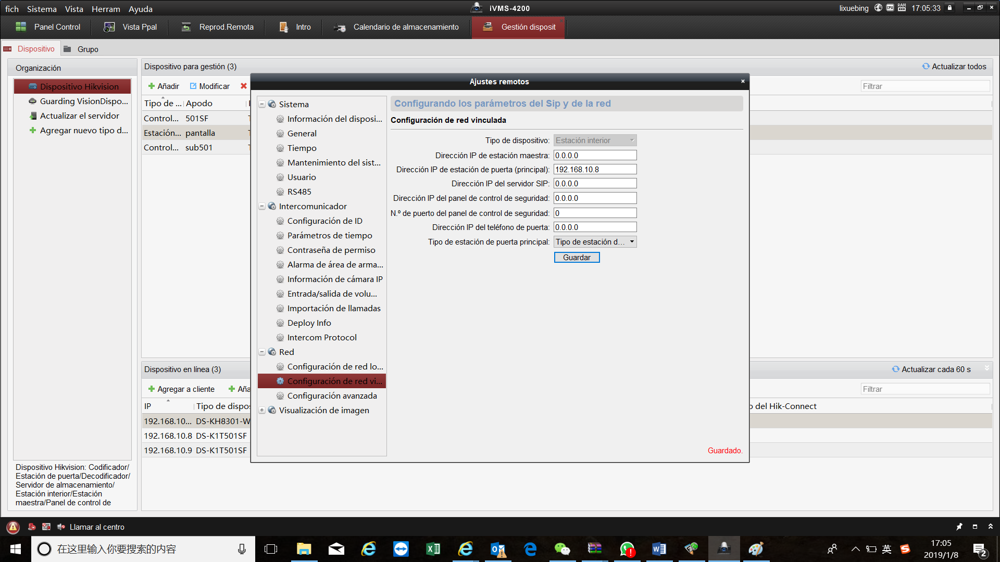 fich Sistema Vista Herram Ayuda
iVMS-4200
lixuebing
17:05:33
Panel Control
Vista Ppal
Reprod.Remota
Intro
Calendario de almacenamiento
Gestión disposit
Dispositivo
Grupo
Organización
Dispositivo Hikvision
Guarding VisionDispo...
Actualizar el servidor
Agregar nuevo tipo d...
Dispositivo Hikvision: Codificador/
Estación de puerta/Decodificador/
Servidor de almacenamiento/
Estación interior/Estación
maestra/Panel de control de
Dispositivo para gestión (3)
Actualizar todos
Añadir
Modificar
Filtrar
Tipo de ... Apodo
Control... 501SF
Estación... pantalla
Control... sub501
Dispositivo en línea (3)
Actualizar cada 60 s
Agregar a cliente
Aña
Filtrar
IP Tipo de dispo
del Hik-Connect
192.168.10... DS-KH8301-W
192.168.10.8 DS-K1T501SF
192.168.10.9 DS-K1T501SF
Ajustes remotos
Sistema
Información del disposi...
General
Tiempo
Mantenimiento del sist...
Usuario
RS485
Intercomunicador
Configuración de ID
Parámetros de tiempo
Contraseña de permiso
Alarma de área de arma...
Información de cámara IP
Entrada/salida de volu...
Importación de llamadas
Deploy Info
Intercom Protocol
Red
Configuración de red lo...
Configuración de red vi...
Configuración avanzada
Visualización de imagen
Configurando los parámetros del Sip y de la red
Configuración de red vinculada
Tipo de dispositivo: Estación interior
Dirección IP de estación maestra: 0.0.0.0
Dirección IP de estación de puerta (principal): 192.168.10.8
Dirección IP del servidor SIP: 0.0.0.0
Dirección IP del panel de control de seguridad: 0.0.0.0
N.º de puerto del panel de control de seguridad: 0
Dirección IP del teléfono de puerta: 0.0.0.0
Tipo de estación de puerta principal: Tipo de estación d...
Guardar
Guardado.
Llamar al centro
在这里输入你要搜索的内容
英
17:05
2019/1/8
2